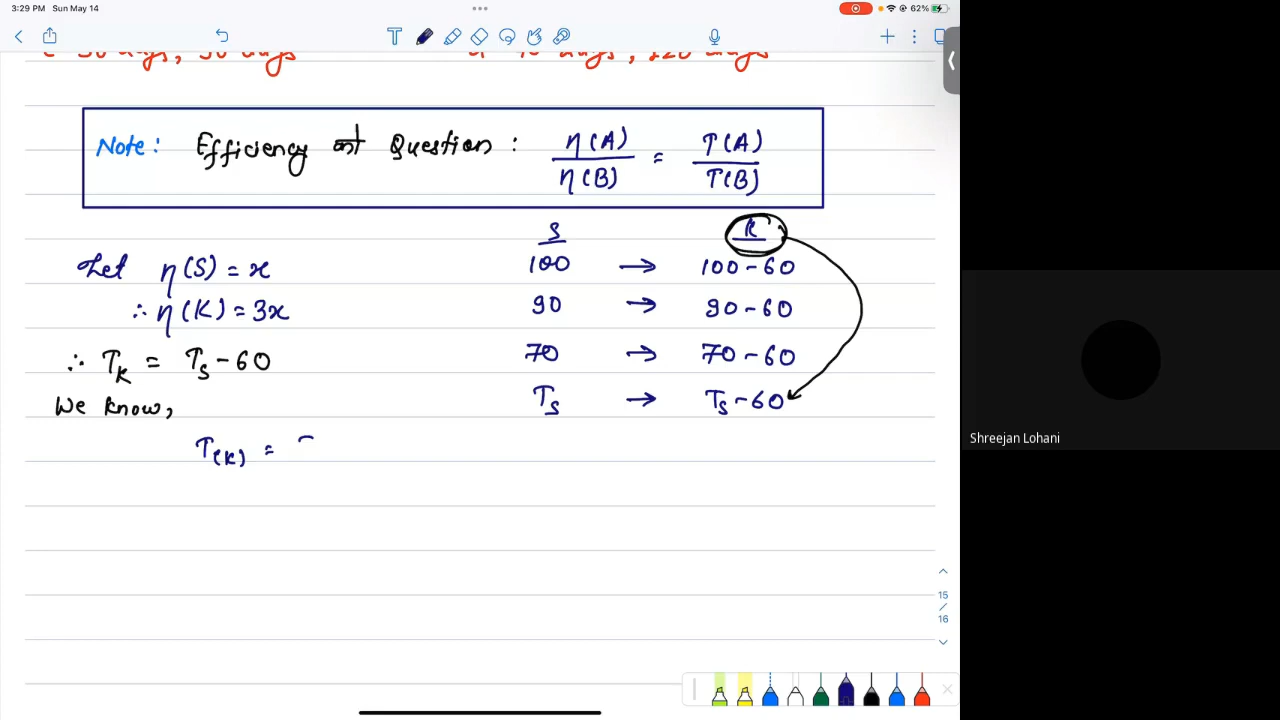 3:29 PM Sun May 14
62%
Note: Efficiency Question : η(A)/η(B) = T(A)/T(B)
S K
Let η(S) = x 100 → 100-60
∴ η(K) = 3x 90 → 90-60
∴ T_K = T_S - 60 70 → 70-60
We know, T_S → T_S - 60
T_(K) =
15
/
16
Shreejan Lohani
T